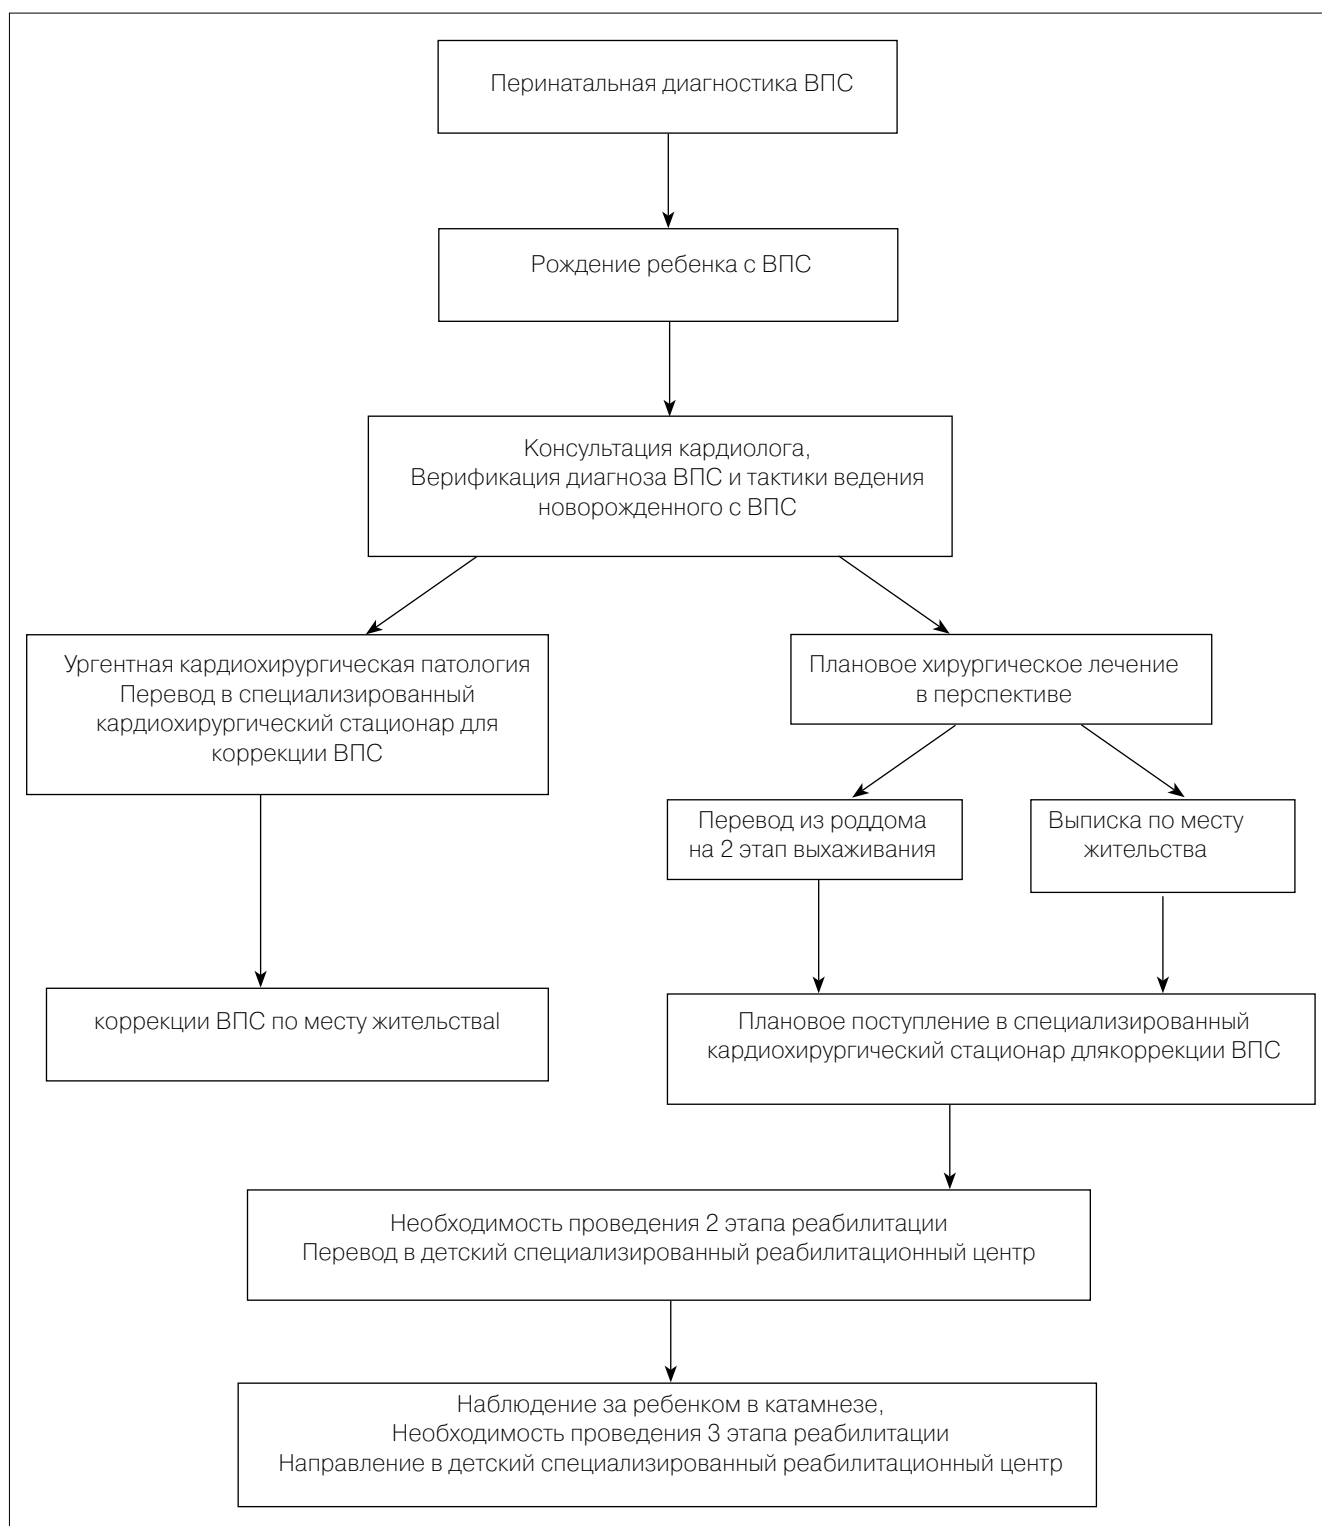 Перинатальная диагностика ВПС
Рождение ребенка с ВПС
Консультация кардиолога,
Верификация диагноза ВПС и тактики ведения
новорожденного с ВПС
Ургентная кардиохирургическая патология
Перевод в специализированный
кардиохирургический стационар для
коррекции ВПС
Плановое хирургическое лечение
в перспективе
Перевод из роддома
на 2 этап выхаживания
Выписка по месту
жительства
коррекции ВПС по месту жительстваl
Плановое поступление в специализированный
кардиохирургический стационар длякоррекции ВПС
Необходимость проведения 2 этапа реабилитации
Перевод в детский специализированный реабилитационный центр
Наблюдение за ребенком в катамнезе,
Необходимость проведения 3 этапа реабилитации
Направление в детский специализированный реабилитационный центр